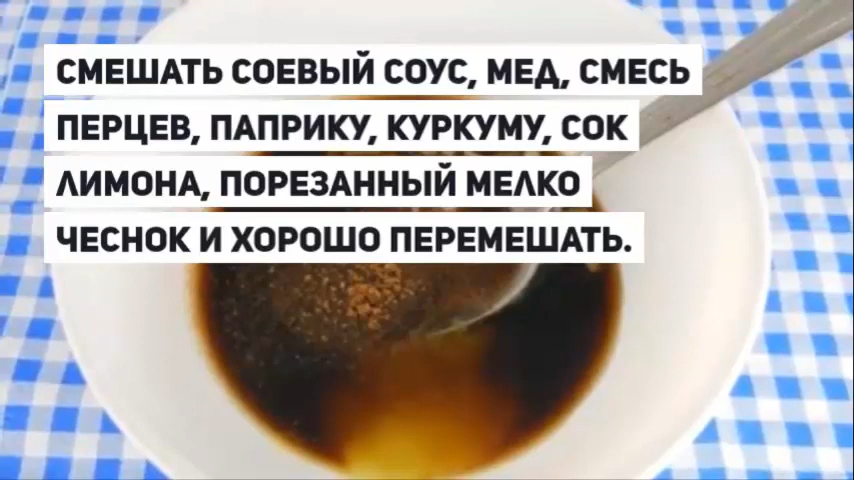 СМЕШАТЬ СОЕВЫЙ СОУС, МЕД, СМЕСЬ
ПЕРЦЕВ, ПАПРИКУ, КУРКУМУ, СОК
ЛИМОНА, ПОРЕЗАННЫЙ МЕЛКО
ЧЕСНОК И ХОРОШО ПЕРЕМЕШАТЬ.